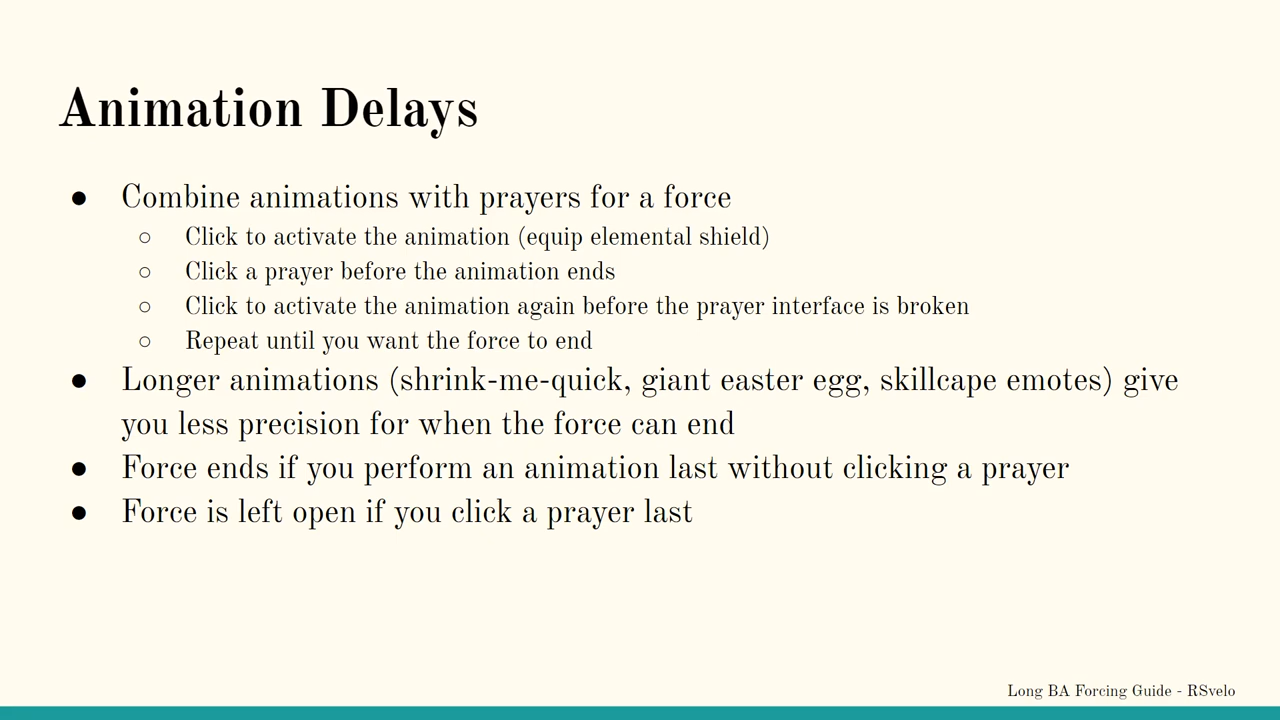 Animation Delays
● Combine animations with prayers for a force
○ Click to activate the animation (equip elemental shield)
○ Click a prayer before the animation ends
○ Click to activate the animation again before the prayer interface is broken
○ Repeat until you want the force to end
● Longer animations (shrink-me-quick, giant easter egg, skillcape emotes) give
you less precision for when the force can end
● Force ends if you perform an animation last without clicking a prayer
● Force is left open if you click a prayer last
Long BA Forcing Guide - RSvelo